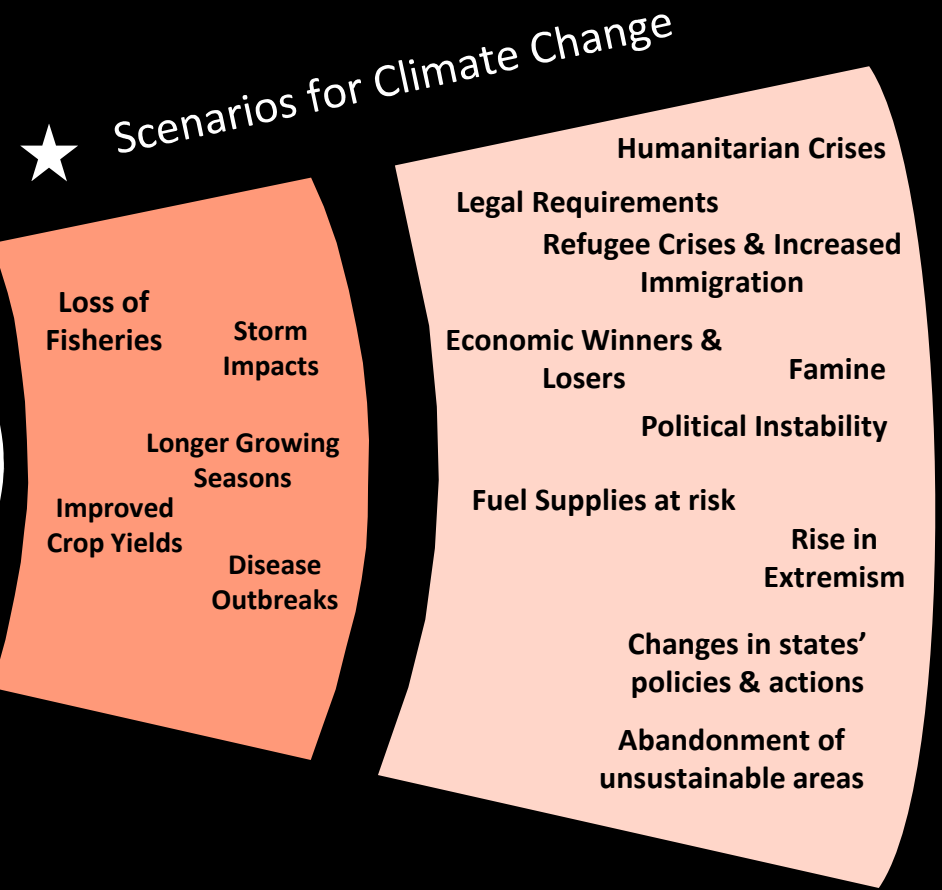 Scenarios for Climate Change
Loss of
Fisheries
Storm
Impacts
Longer Growing
Seasons
Improved
Crop Yields
Disease
Outbreaks
Humanitarian Crises
Legal Requirements
Refugee Crises & Increased
Immigration
Economic Winners &
Losers
Famine
Political Instability
Fuel Supplies at risk
Rise in
Extremism
Changes in states’
policies & actions
Abandonment of
unsustainable areas